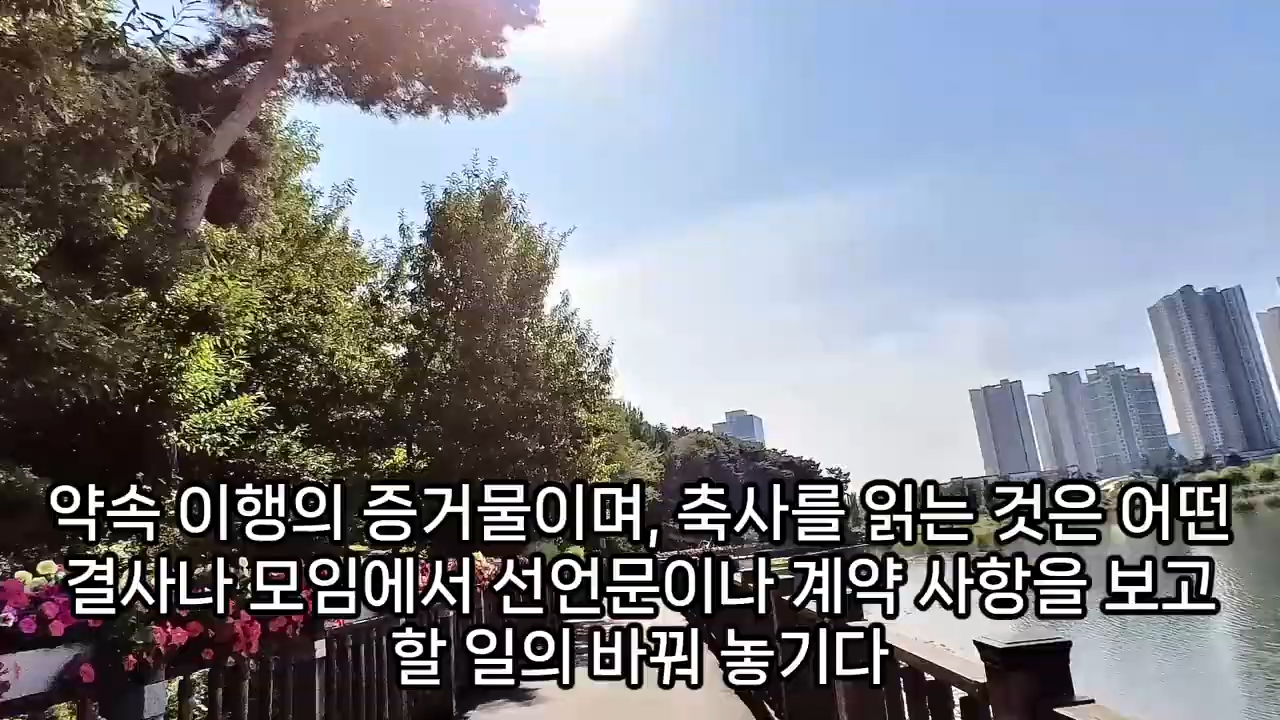 약속 이행의 증거물이며, 축사를 읽는 것은 어떤
결사나 모임에서 선언문이나 계약 사항을 보고
할 일의 바꿔 놓기다